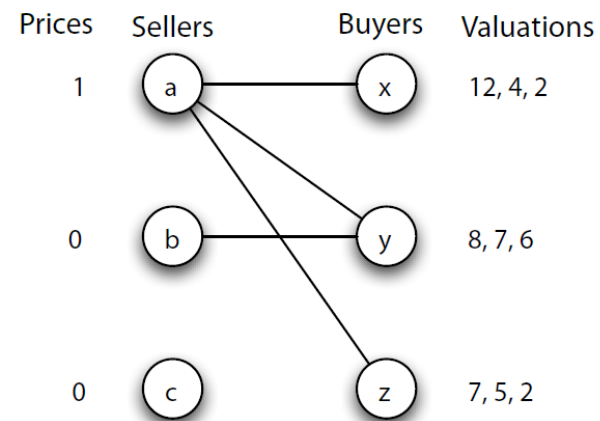 Prices Sellers Buyers Valuations
1 a x 12, 4, 2
0 b y 8, 7, 6
0 c z 7, 5, 2